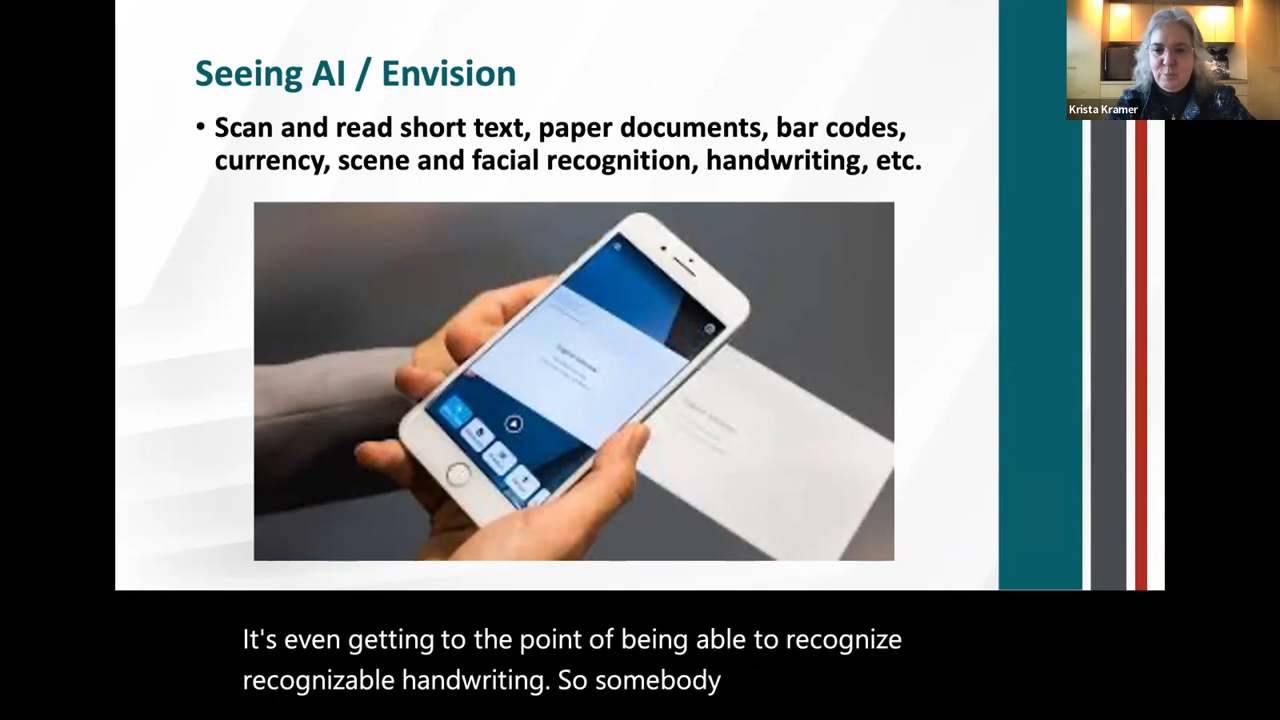 Seeing AI / Envision
• Scan and read short text, paper documents, bar codes,
currency, scene and facial recognition, handwriting, etc.
Krista Kramer
It's even getting to the point of being able to recognize
recognizable handwriting. So somebody